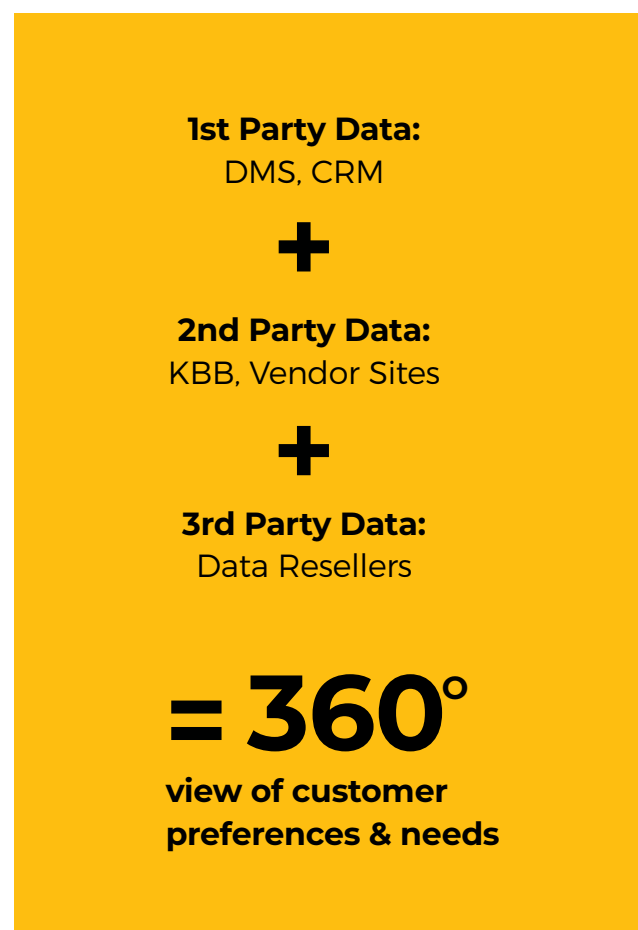 1st Party Data:
DMS, CRM
+
2nd Party Data:
KBB, Vendor Sites
+
3rd Party Data:
Data Resellers
= 360°
view of customer
preferences & needs